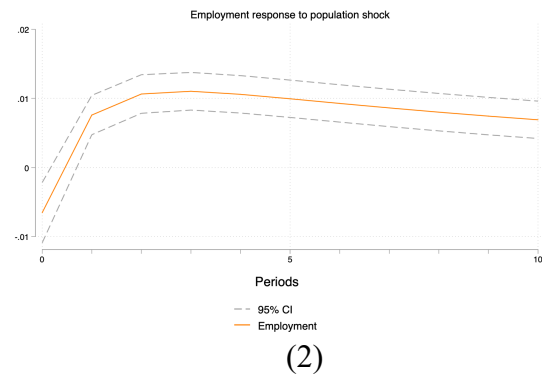 Employment response to population shock
.02
.01
0
-.01
0 5 10
Periods
95% CI
Employment
(2)